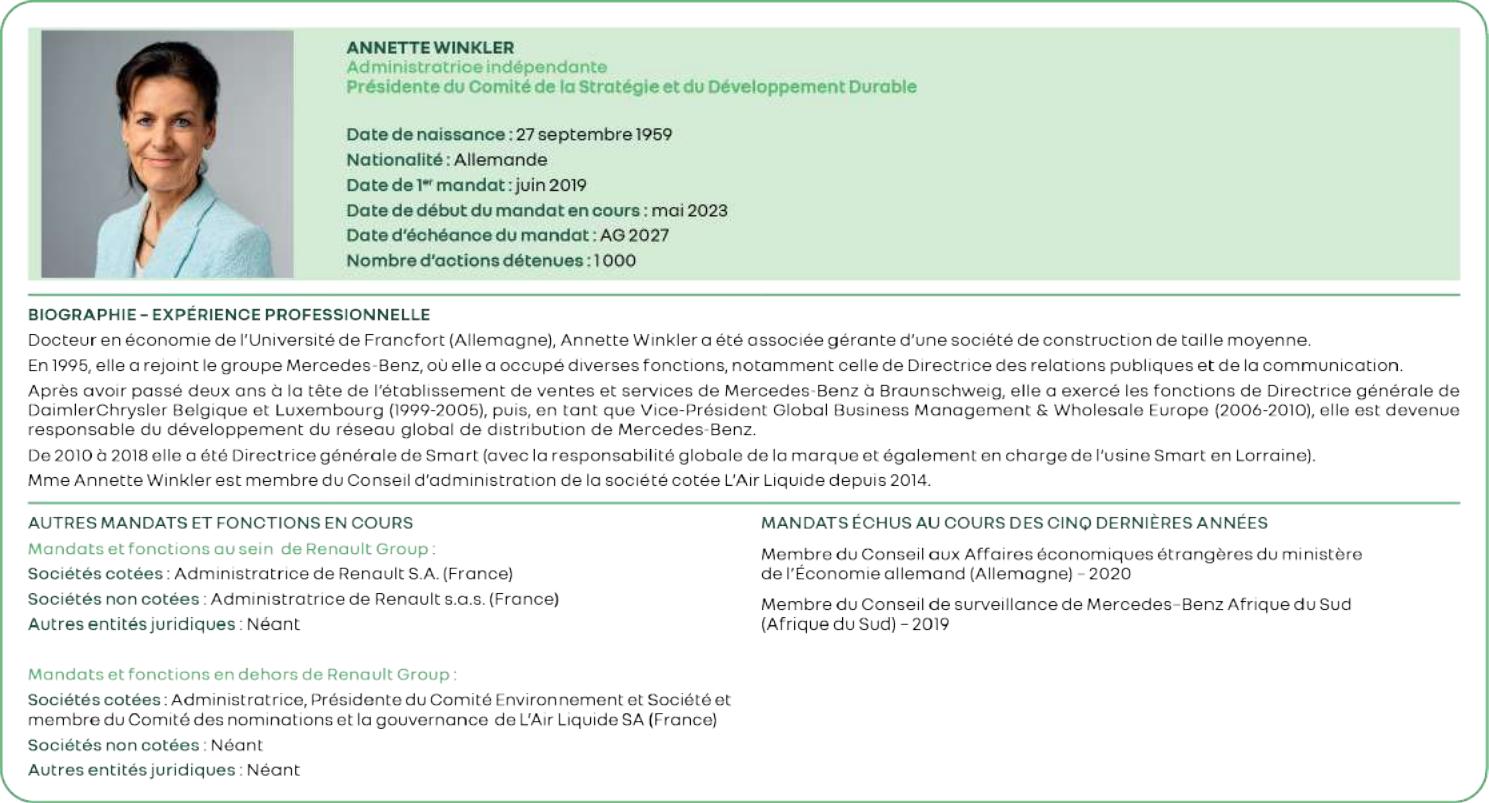 ANNETTE WINKLER
Administratrice indépendante
Présidente du Comité de la Stratégie et du Développement Durable
Date de naissance : 27 septembre 1959
Nationalité : Allemande
Date de 1er mandat : juin 2019
Date de début du mandat en cours : mai 2023
Date d'échéance du mandat : AG 2027
Nombre d'actions détenues : 1 000
BIOGRAPHIE – EXPÉRIENCE PROFESSIONNELLE
Docteur en économie de l'Université de Francfort (Allemagne), Annette Winkler a été associée gérante d'une société de construction de taille moyenne.
En 1995, elle a rejoint le groupe Mercedes-Benz, où elle a occupé diverses fonctions, notamment celle de Directrice des relations publiques et de la communication.
Après avoir passé deux ans à la tête de l'établissement de ventes et services de Mercedes-Benz à Braunschweig, elle a exercé les fonctions de Directrice générale de
DaimlerChrysler Belgique et Luxembourg (1999-2005), puis, en tant que Vice-Président Global Business Management & Wholesale Europe (2006-2010), elle est devenue
responsable du développement du réseau global de distribution de Mercedes-Benz.
De 2010 à 2018 elle a été Directrice générale de Smart (avec la responsabilité globale de la marque et également en charge de l'usine Smart en Lorraine).
Mme Annette Winkler est membre du Conseil d'administration de la société cotée L'Air Liquide depuis 2014.
AUTRES MANDATS ET FONCTIONS EN COURS
Mandats et fonctions au sein de Renault Group :
Sociétés cotées : Administratrice de Renault S.A. (France)
Sociétés non cotées : Administratrice de Renault s.a.s. (France)
Autres entités juridiques : Néant
Mandats et fonctions en dehors de Renault Group :
Sociétés cotées : Administratrice, Présidente du Comité Environnement et Société et
membre du Comité des nominations et la gouvernance de L'Air Liquide SA (France)
Sociétés non cotées : Néant
Autres entités juridiques : Néant
MANDATS ÉCHUS AU COURS DES CINQ DERNIÈRES ANNÉES
Membre du Conseil aux Affaires économiques étrangères du ministère
de l'Économie allemand (Allemagne) – 2020
Membre du Conseil de surveillance de Mercedes-Benz Afrique du Sud
(Afrique du Sud) – 2019